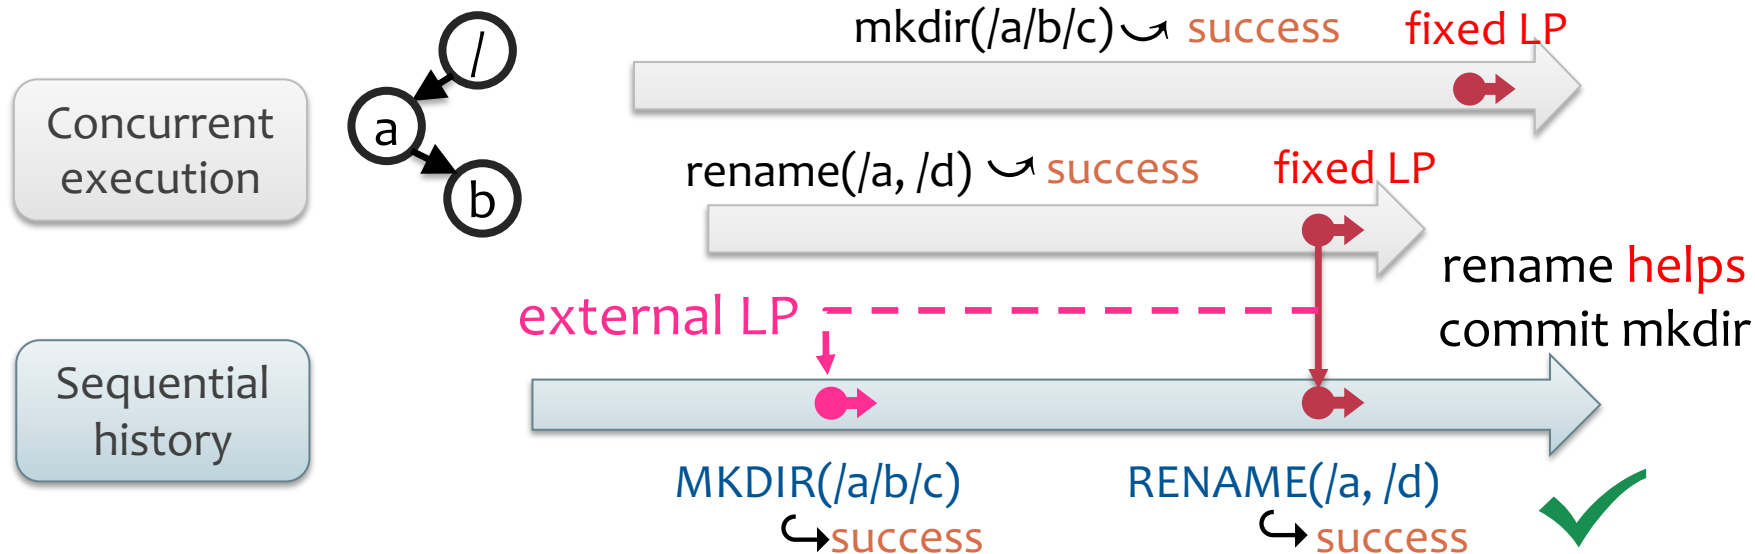 mkdir(/a/b/c) success fixed LP
/
a
b
Concurrent
execution
rename(/a, /d) success fixed LP
rename helps
commit mkdir
external LP
Sequential
history
MKDIR(/a/b/c) RENAME(/a, /d)
success success